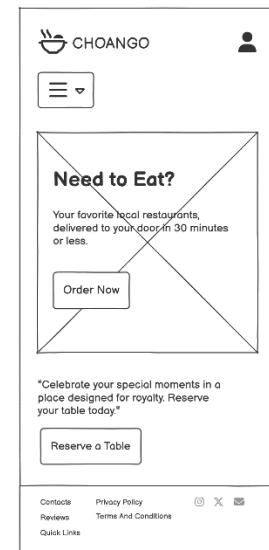 CHOANGO
Need to Eat?
Your favorite local restaurants,
delivered to your door in 30 minutes
or less.
Order Now
"Celebrate your special moments in a
place designed for royalty. Reserve
your table today."
Reserve a Table
Contacts Privacy Policy
Reviews Terms And Conditions
Quick Links